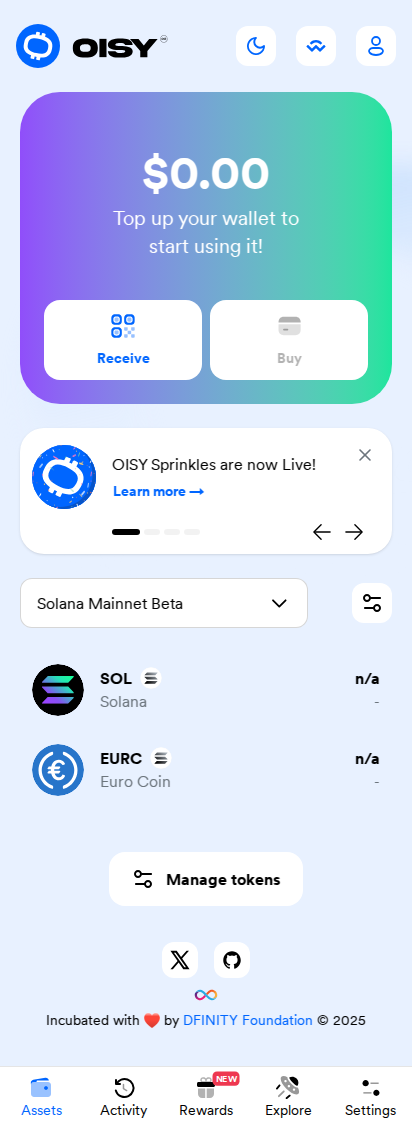 OISY
$0.00
Top up your wallet to
start using it!
Receive
Buy
OISY Sprinkles are now Live!
Learn more →
Solana Mainnet Beta
SOL
n/a
Solana
-
EURC
n/a
Euro Coin
-
Manage tokens
Incubated with ❤️ by DFINITY Foundation © 2025
NEW
Assets
Activity
Rewards
Explore
Settings